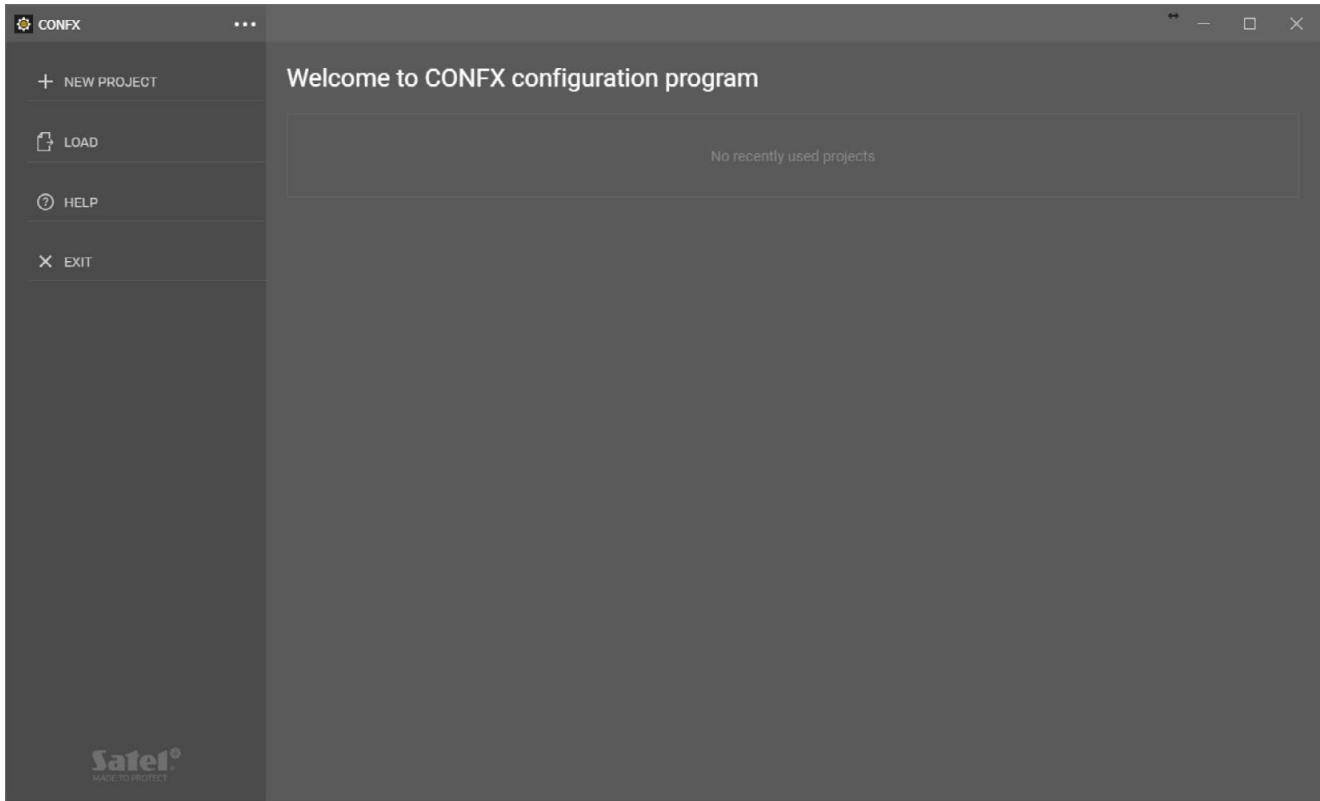 CONFX
NEW PROJECT
LOAD
HELP
EXIT
Welcome to CONFX configuration program
No recently used projects
Satel®
MADE TO PROTECT